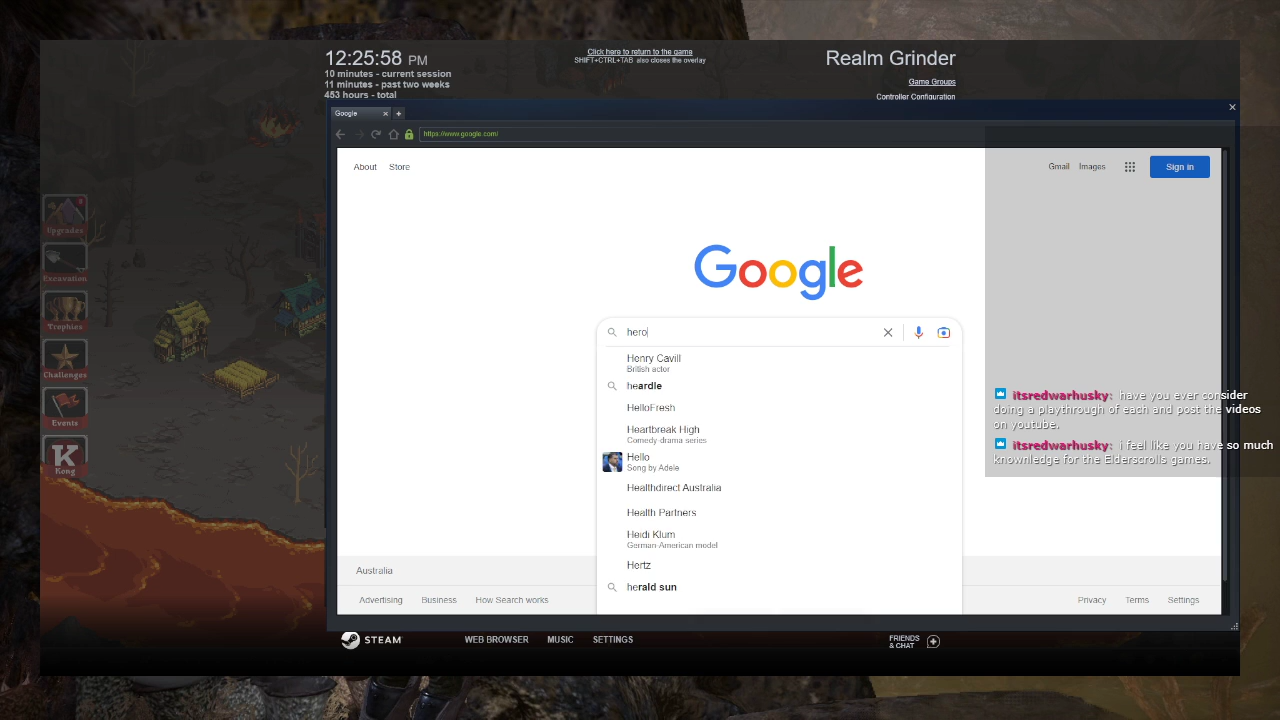 12:25:58 PM
10 minutes - current session
11 minutes - past two weeks
453 hours - total
Click here to return to the game
SHIFT+CTRL+TAB also closes the overlay
Realm Grinder
Game Groups
Controller Configuration
Google
https://www.google.com/
About Store
Gmail Images
Sign in
Google
hero
Henry Cavill
British actor
heardle
HelloFresh
Heartbreak High
Comedy-drama series
Hello
Song by Adele
Healthdirect Australia
Health Partners
Heidi Klum
German-American model
Hertz
herald sun
Australia
Advertising Business How Search works
Privacy Terms Settings
Upgrades
Excavation
Trophies
Challenges
Events
K
Kong
itsredwarhusky: have you ever consider
doing a playthrough of each and post the videos
on youtube.
itsredwarhusky: i feel like you have so much
knownledge for the Elderscrolls games.
STEAM
WEB BROWSER MUSIC SETTINGS
FRIENDS
& CHAT